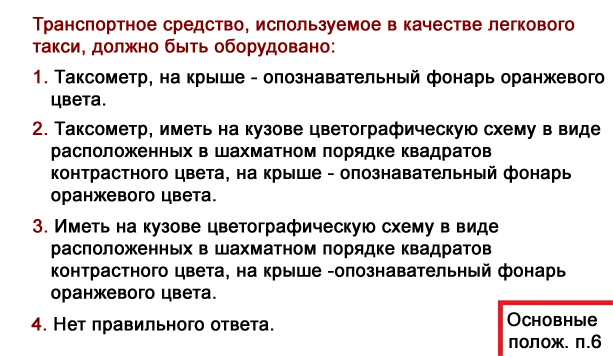 Транспортное средство, используемое в качестве легкового
такси, должно быть оборудовано:
1. Таксометр, на крыше - опознавательный фонарь оранжевого
цвета.
2. Таксометр, иметь на кузове цветографическую схему в виде
расположенных в шахматном порядке квадратов
контрастного цвета, на крыше - опознавательный фонарь
оранжевого цвета.
3. Иметь на кузове цветографическую схему в виде
расположенных в шахматном порядке квадратов
контрастного цвета, на крыше -опознавательный фонарь
оранжевого цвета.
4. Нет правильного ответа.
Основные
полож. п.6